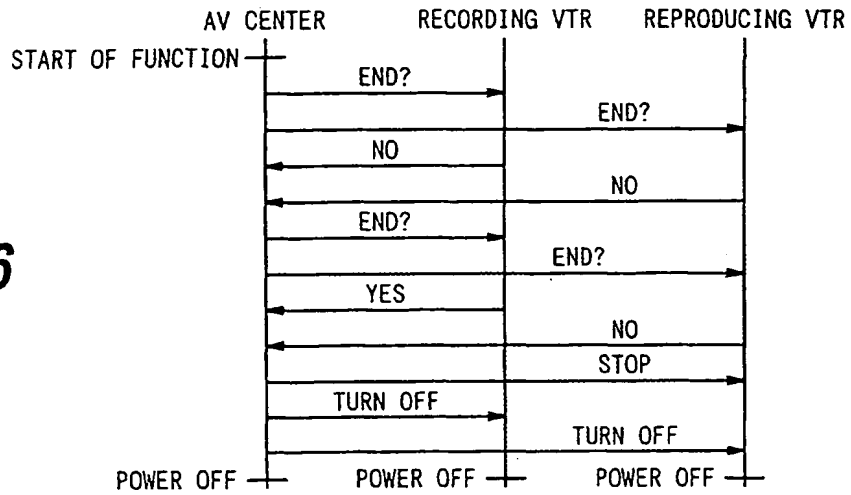 AV CENTER RECORDING VTR REPRODUCING VTR
START OF FUNCTION
END?
END?
NO
NO
END?
END?
6
YES
NO
STOP
TURN OFF
TURN OFF
POWER OFF POWER OFF POWER OFF